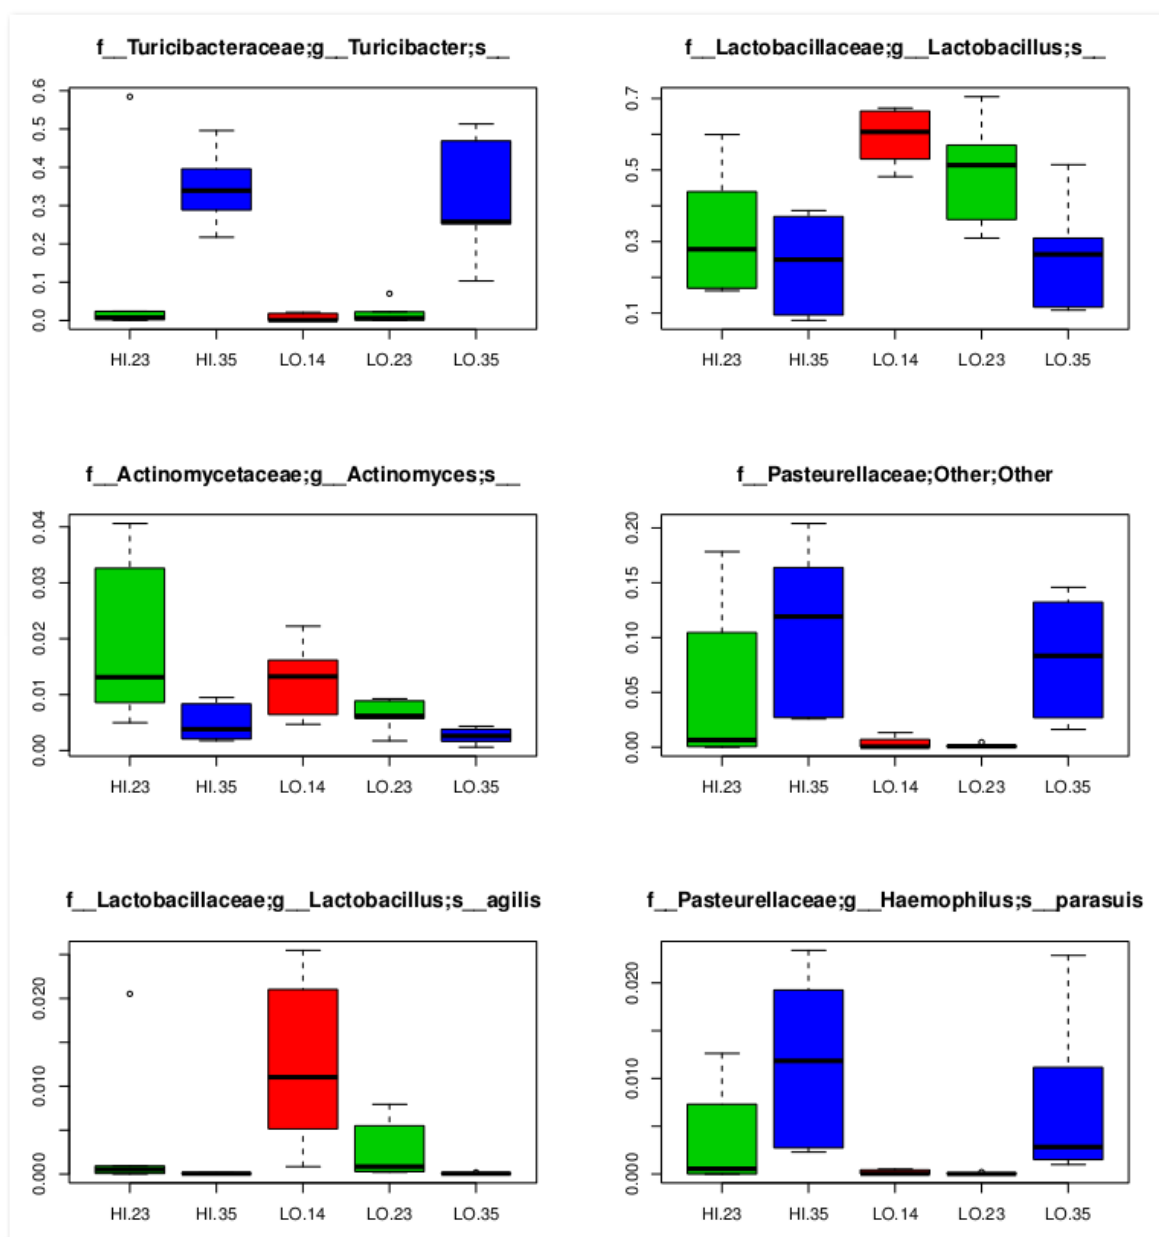 f__Turicibacteraceae;g__Turicibacter;s__
0.0 0.1 0.2 0.3 0.4 0.5 0.6
HI.23 HI.35 LO.14 LO.23 LO.35
f__Lactobacillaceae;g__Lactobacillus;s__
0.1 0.3 0.5 0.7
HI.23 HI.35 LO.14 LO.23 LO.35
f__Actinomycetaceae;g__Actinomyces;s__
0.00 0.01 0.02 0.03 0.04
HI.23 HI.35 LO.14 LO.23 LO.35
f__Pasteurellaceae;Other;Other
0.00 0.05 0.10 0.15 0.20
HI.23 HI.35 LO.14 LO.23 LO.35
f__Lactobacillaceae;g__Lactobacillus;s__agilis
0.000 0.010 0.020
HI.23 HI.35 LO.14 LO.23 LO.35
f__Pasteurellaceae;g__Haemophilus;s__parasuis
0.000 0.010 0.020
HI.23 HI.35 LO.14 LO.23 LO.35